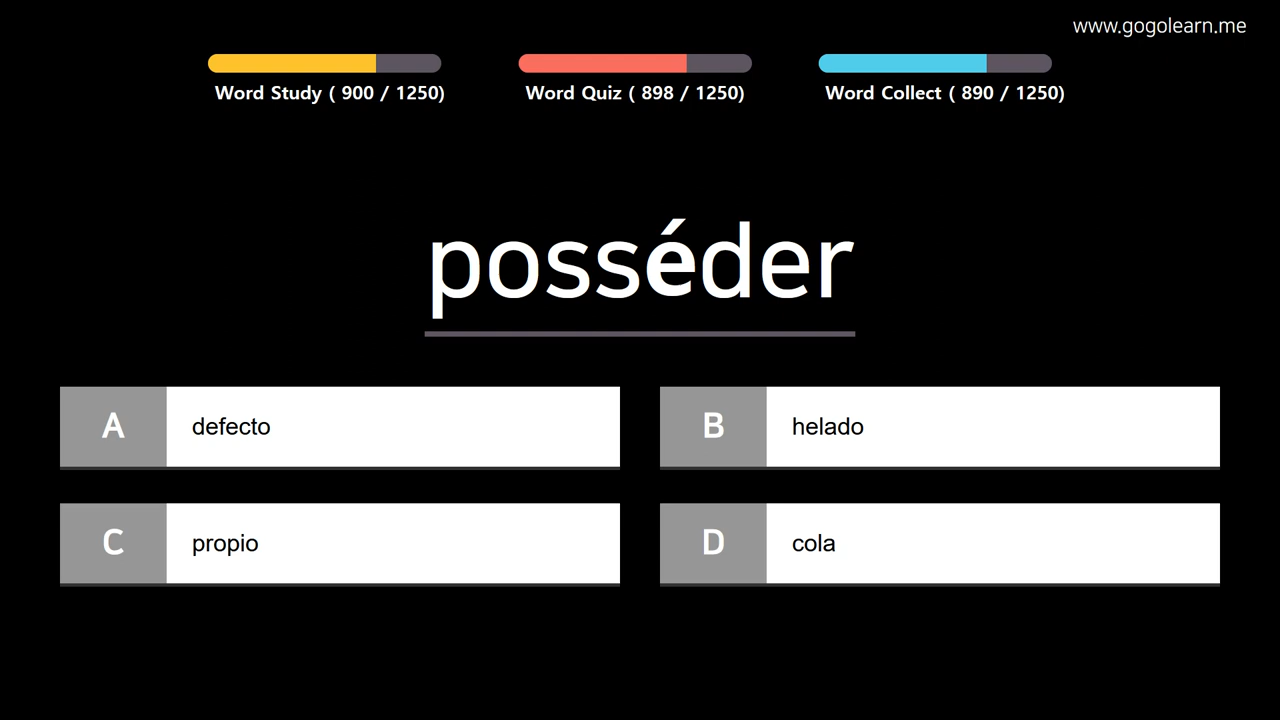 www.gogolearn.me
Word Study ( 900 / 1250)
Word Quiz ( 898 / 1250)
Word Collect ( 890 / 1250)
posséder
A defecto
B helado
C propio
D cola